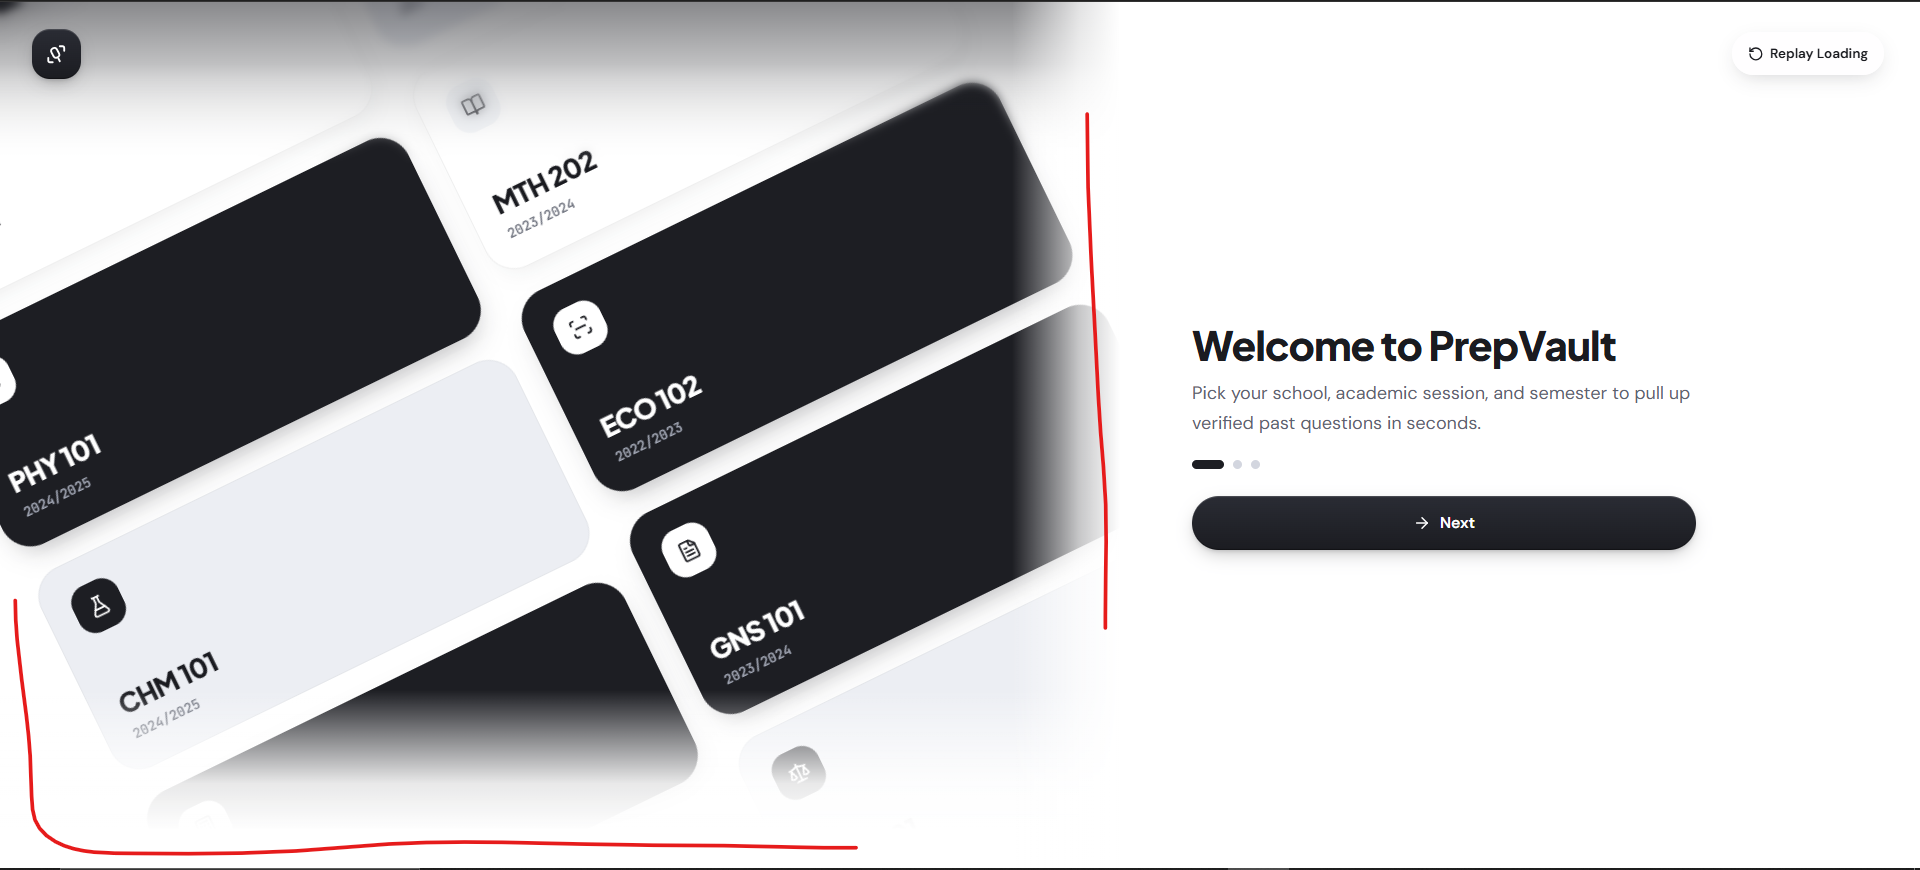 Replay Loading
MTH 202
2023/2024
PHY 101
2024/2025
ECO 102
2022/2023
CHM 101
2024/2025
GNS 101
2023/2024
Welcome to PrepVault
Pick your school, academic session, and semester to pull up
verified past questions in seconds.
Next